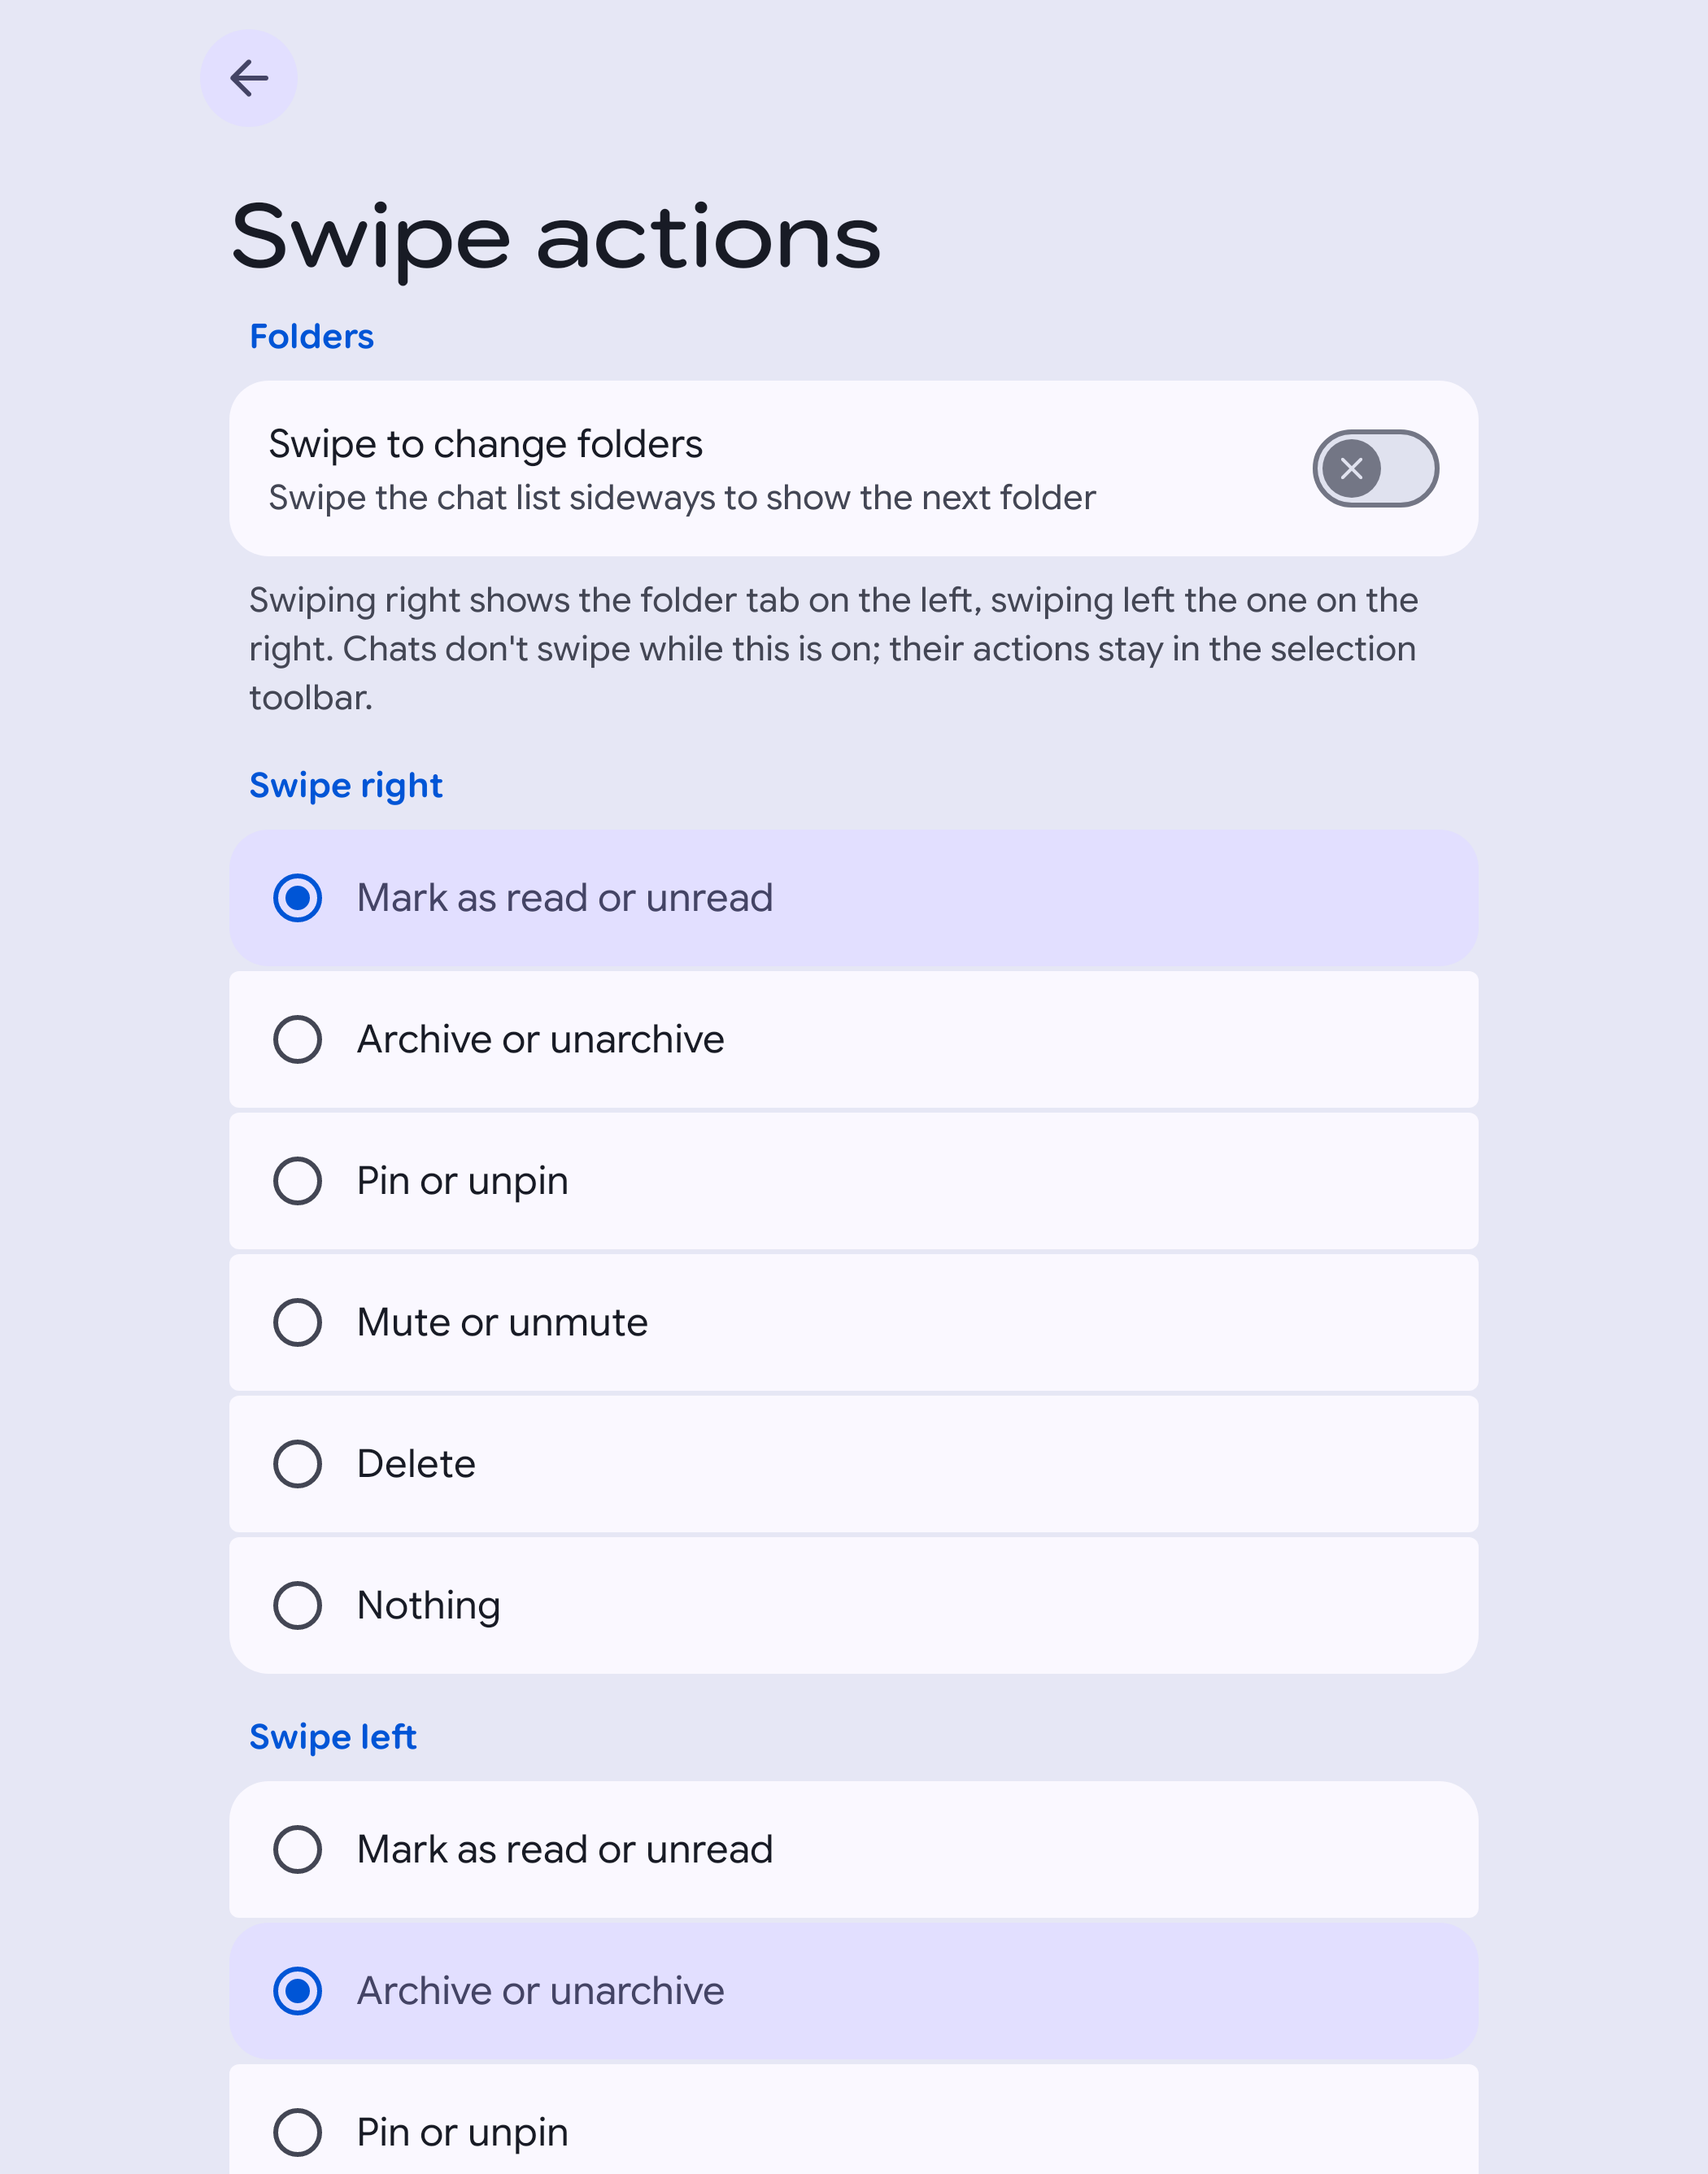 Swipe actions
Folders
Swipe to change folders
Swipe the chat list sideways to show the next folder
Swiping right shows the folder tab on the left, swiping left the one on the
right. Chats don't swipe while this is on; their actions stay in the selection
toolbar.
Swipe right
Mark as read or unread
Archive or unarchive
Pin or unpin
Mute or unmute
Delete
Nothing
Swipe left
Mark as read or unread
Archive or unarchive
Pin or unpin